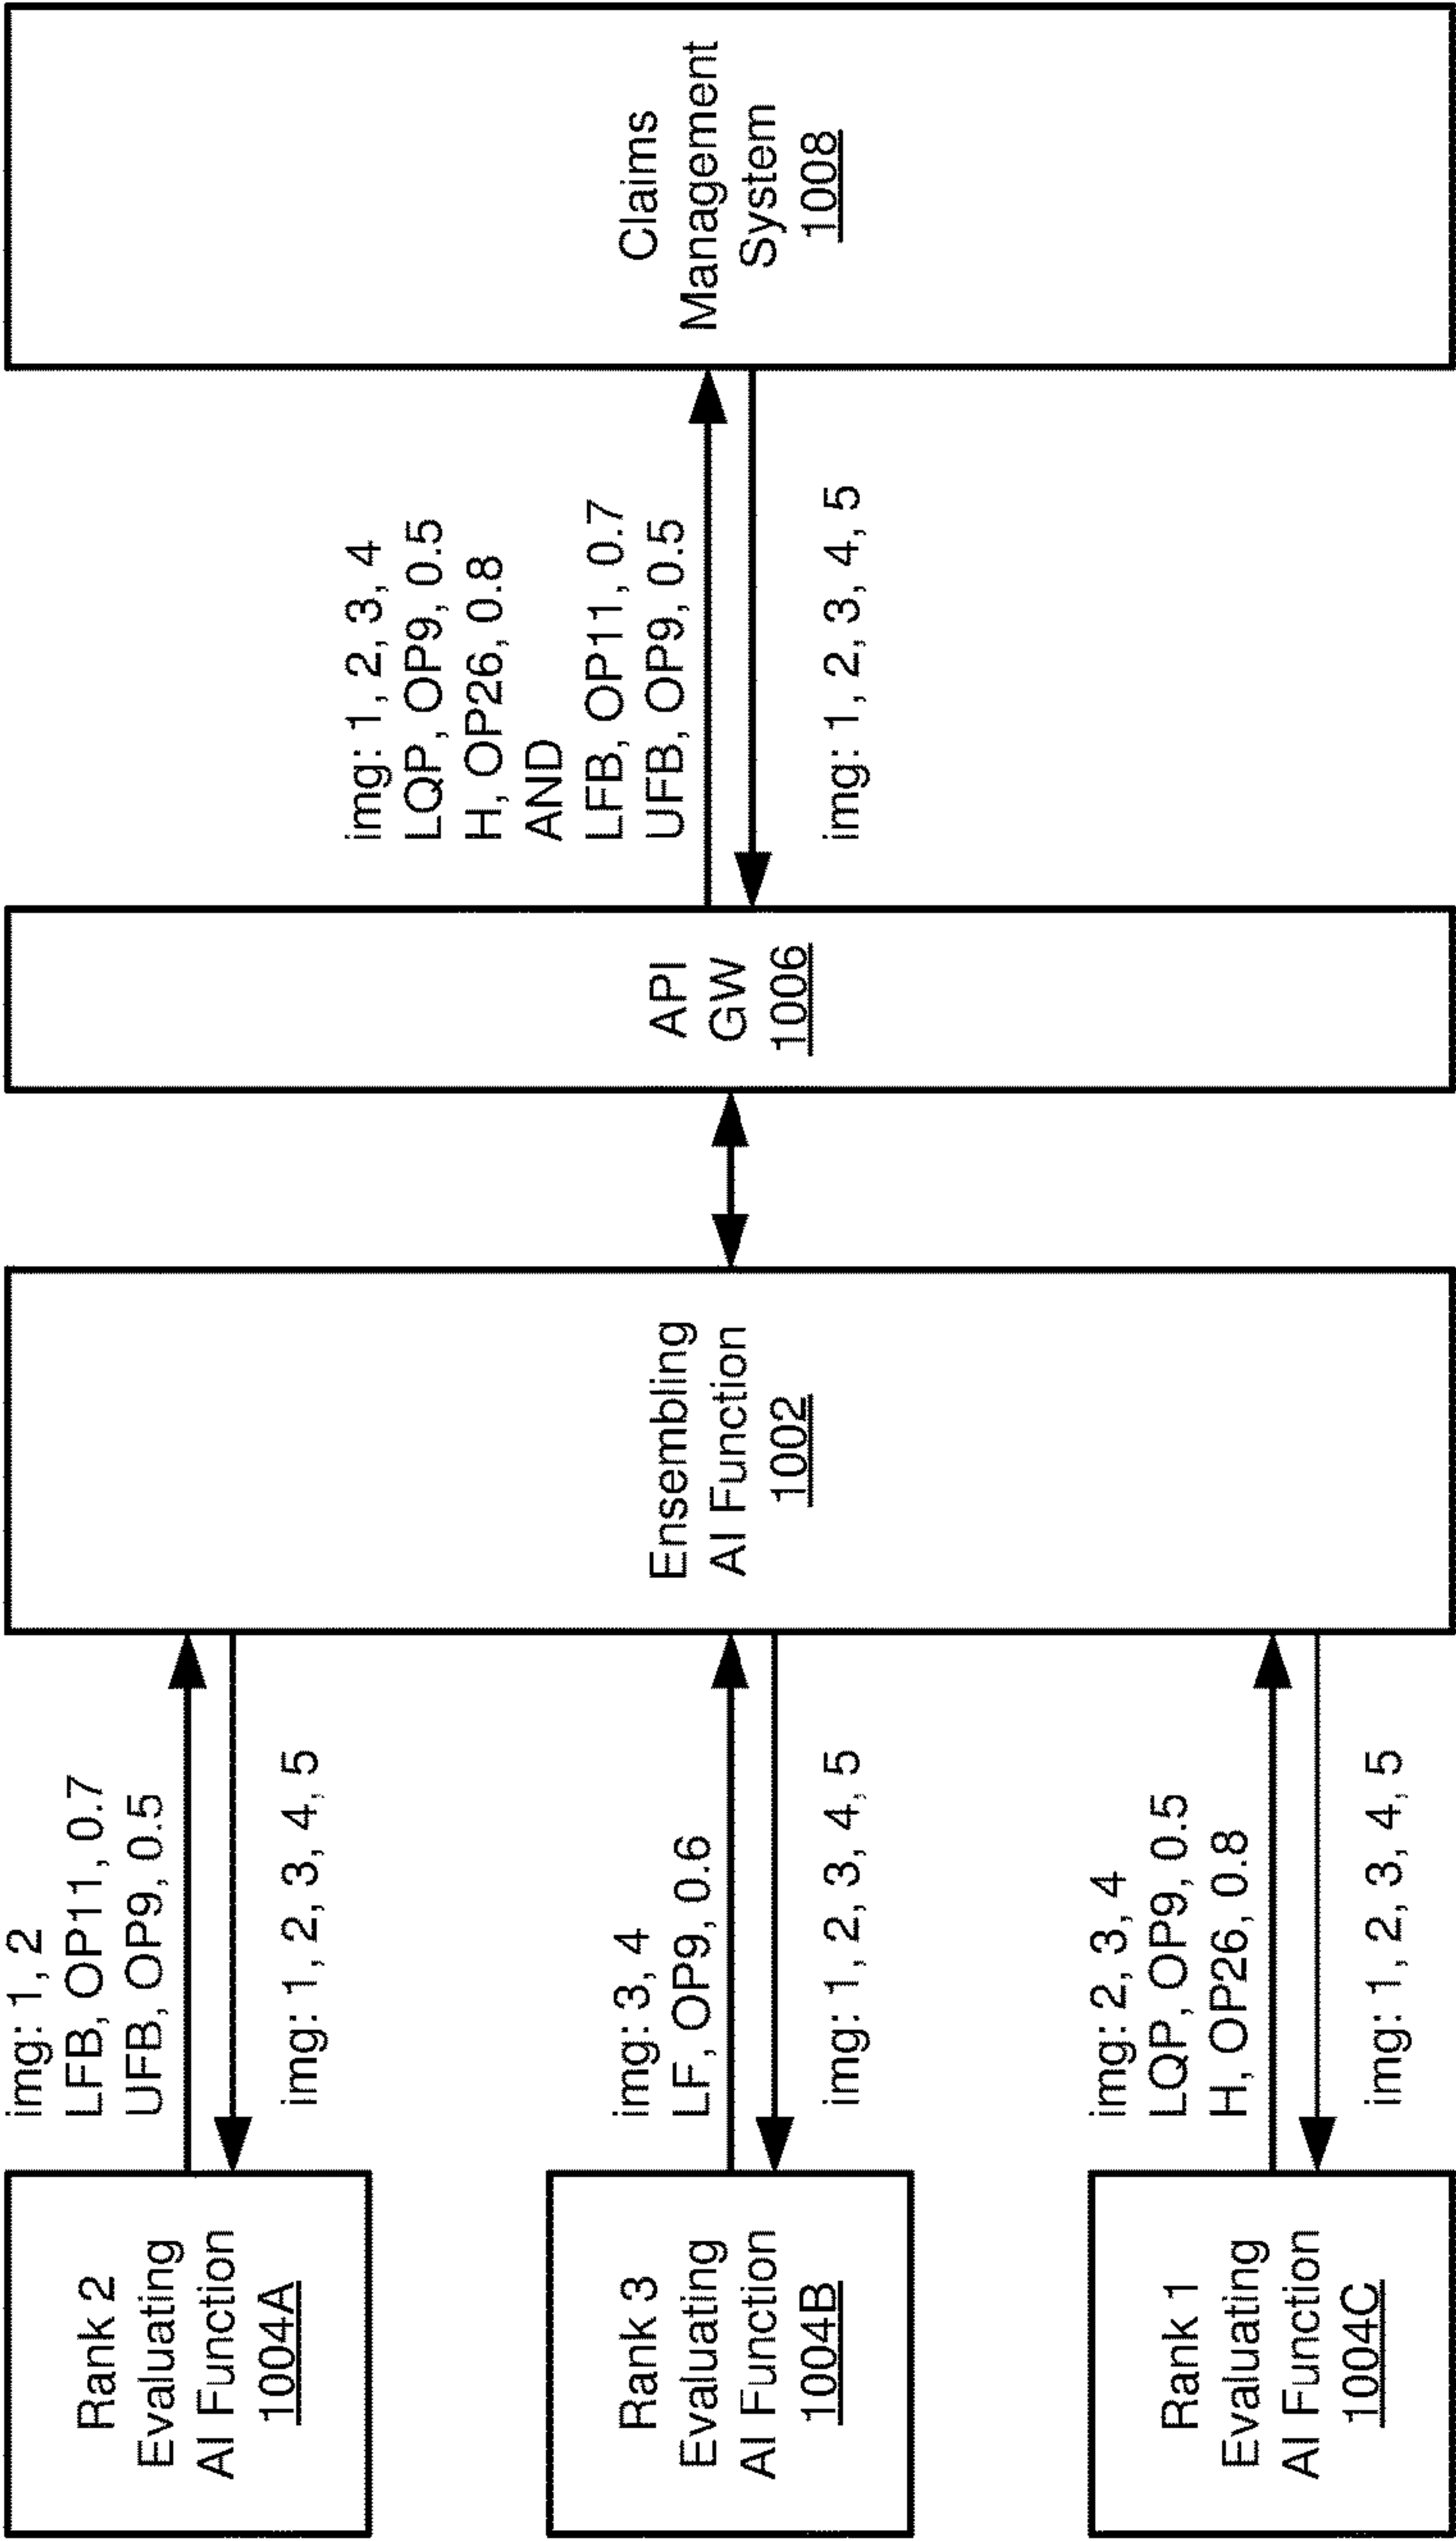 Rank 2
Evaluating
AI Function
1004A
img: 1, 2
LFB, OP11, 0.7
UFB, OP9, 0.5
img: 1, 2, 3, 4, 5
Rank 3
Evaluating
AI Function
1004B
img: 3, 4
LF, OP9, 0.6
img: 1, 2, 3, 4, 5
Rank 1
Evaluating
AI Function
1004C
img: 2, 3, 4
LQP, OP9, 0.5
H, OP26, 0.8
img: 1, 2, 3, 4, 5
Ensembling
AI Function
1002
API
GW
1006
img: 1, 2, 3, 4
LQP, OP9, 0.5
H, OP26, 0.8
AND
LFB, OP11, 0.7
UFB, OP9, 0.5
img: 1, 2, 3, 4, 5
Claims
Management
System
1008